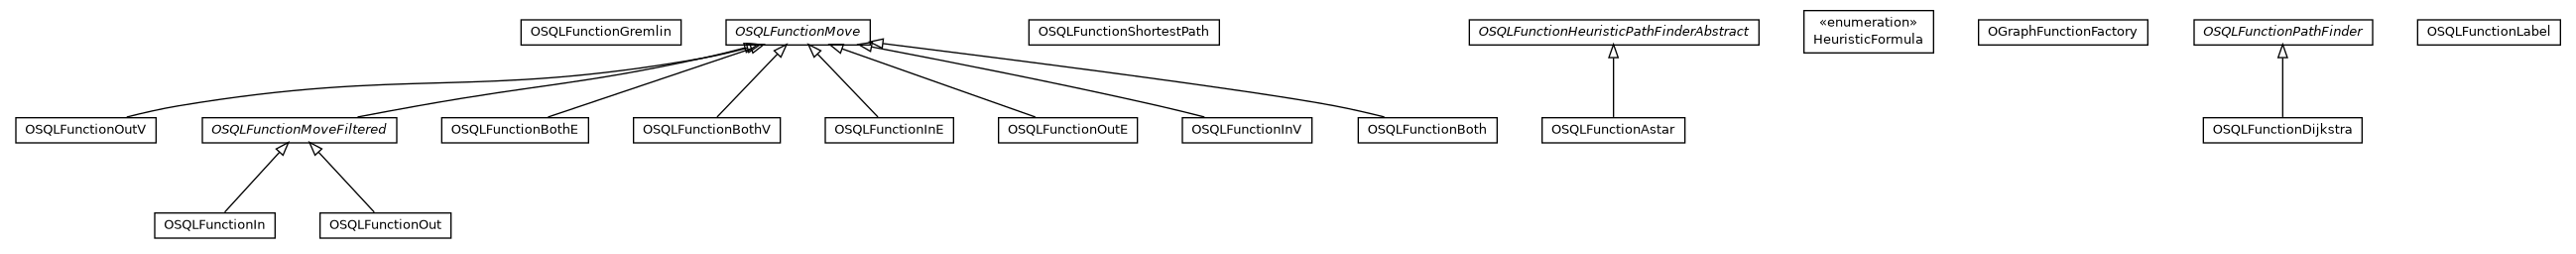 OSQLFunctionGremlin
OSQLFunctionMove
OSQLFunctionShortestPath
OSQLFunctionHeuristicPathFinderAbstract
«enumeration»
HeuristicFormula
OGraphFunctionFactory
OSQLFunctionPathFinder
OSQLFunctionLabel
OSQLFunctionOutV
OSQLFunctionMoveFiltered
OSQLFunctionBothE
OSQLFunctionBothV
OSQLFunctionInE
OSQLFunctionOutE
OSQLFunctionInV
OSQLFunctionBoth
OSQLFunctionAstar
OSQLFunctionDijkstra
OSQLFunctionIn
OSQLFunctionOut